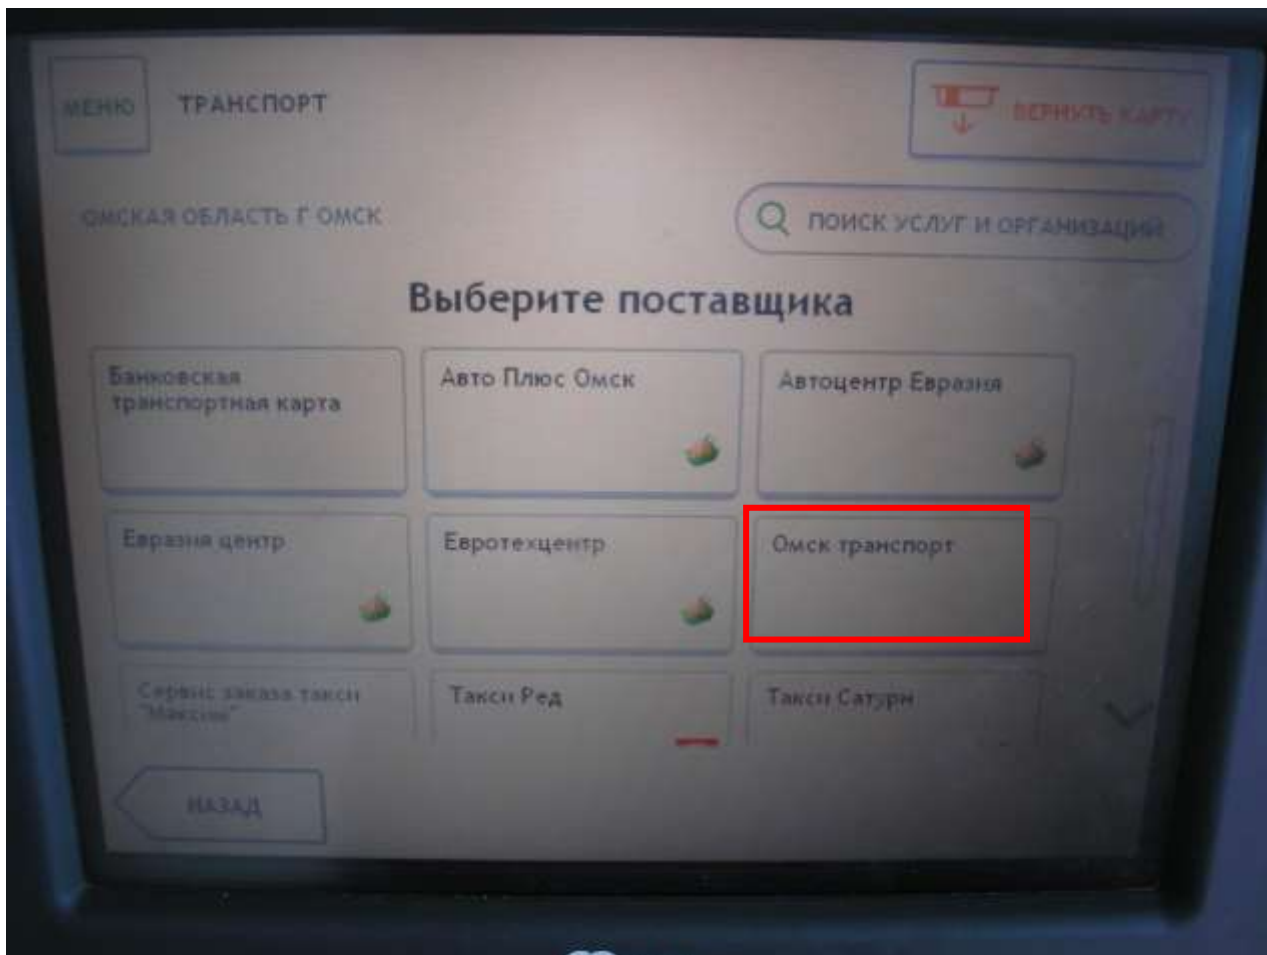 МЕНЮ
ТРАНСПОРТ
ВЕРНУТЬ КАРТУ
ОМСКАЯ ОБЛАСТЬ Г ОМСК
ПОИСК УСЛУГ И ОРГАНИЗАЦИЙ
Выберите поставщика
Банковская
транспортная карта
Авто Плюс Омск
Автоцентр Евразия
Евразия центр
Евротехцентр
Омск транспорт
Сервис заказа такси
"Максим"
Такси Ред
Такси Сатурн
НАЗАД